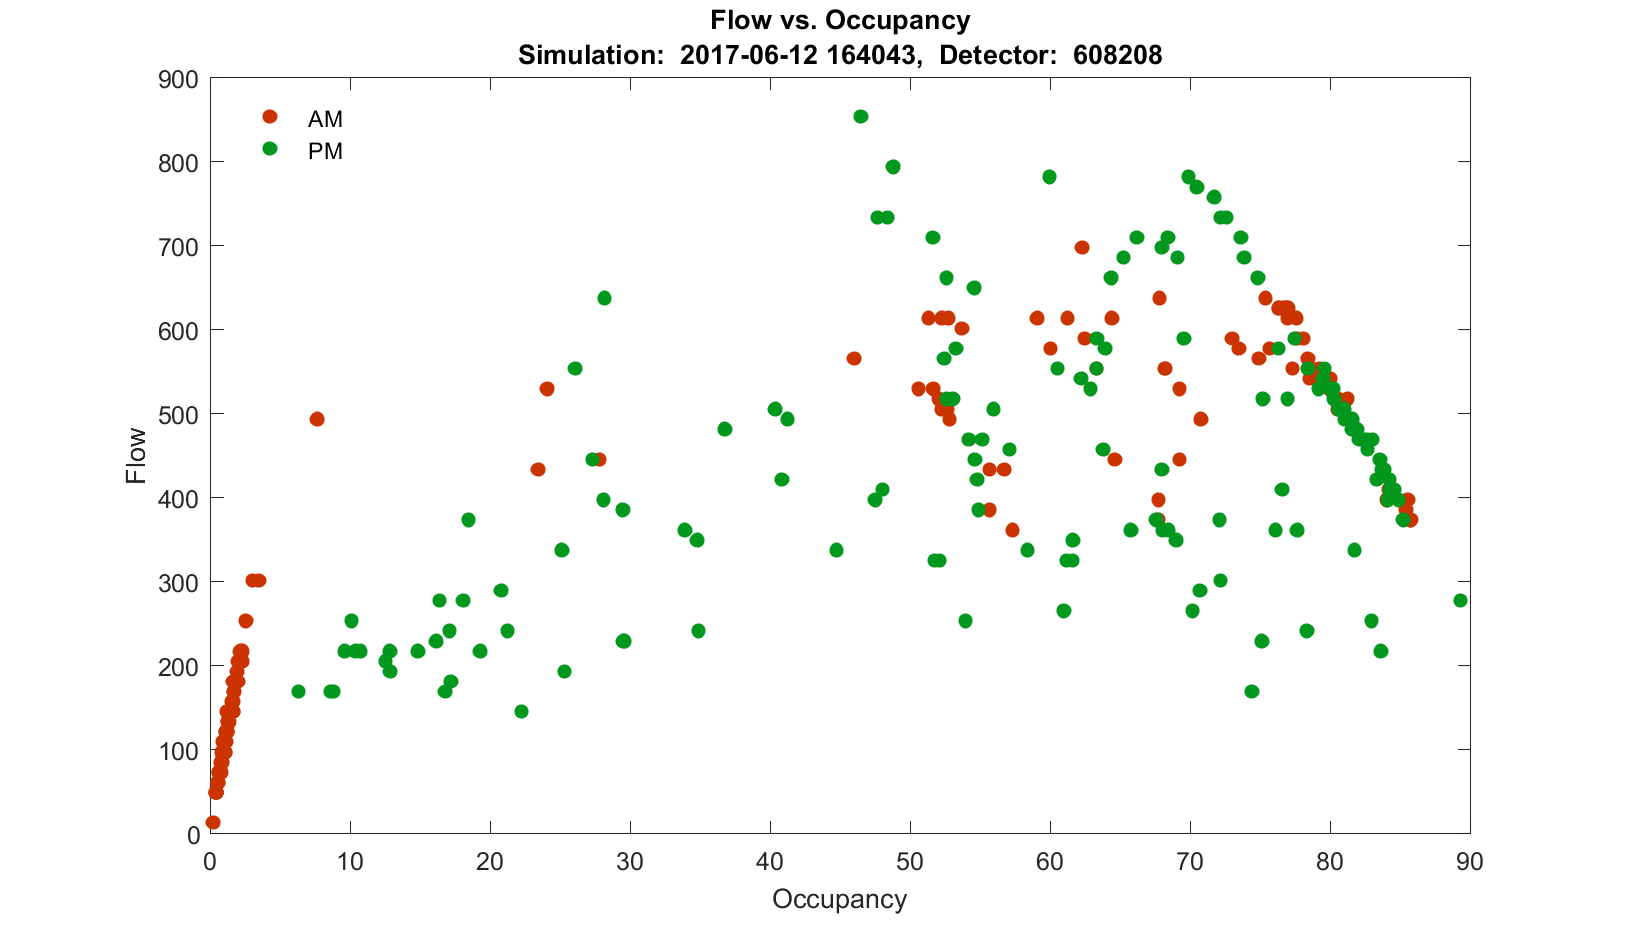 Flow vs. Occupancy
Simulation:  2017-06-12 164043,  Detector:  608208
900
AM
PM
800
700
600
500
Flow
400
300
200
100
0
0 10 20 30 40 50 60 70 80 90
Occupancy